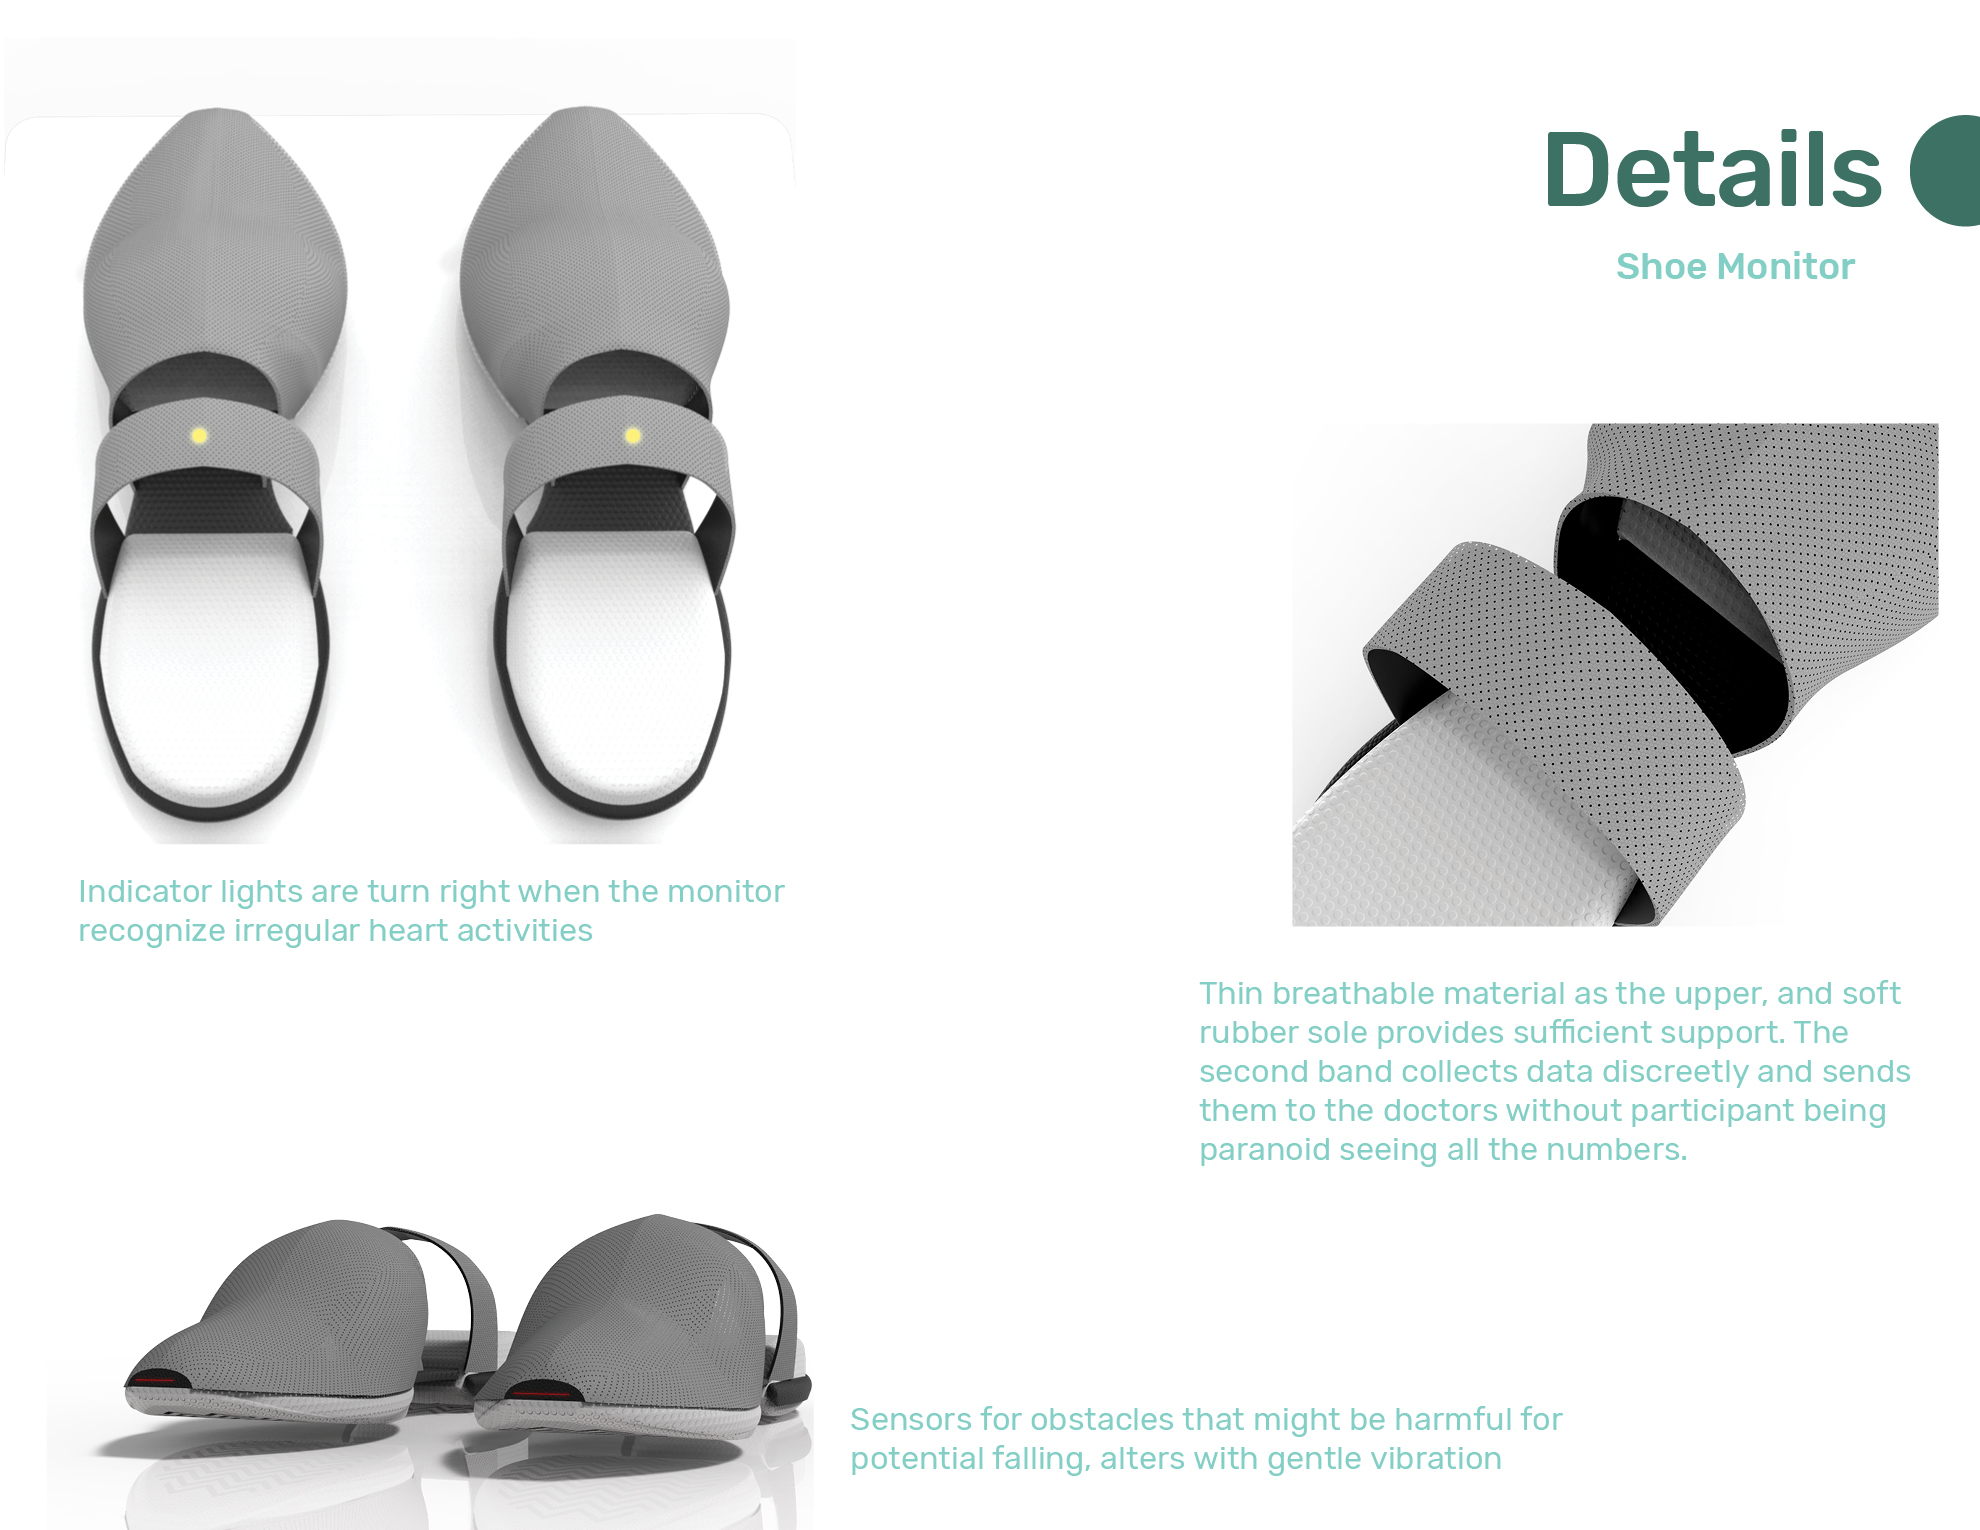 Details
Shoe Monitor
Indicator lights are turn right when the monitor
recognize irregular heart activities
Thin breathable material as the upper, and soft
rubber sole provides sufficient support. The
second band collects data discreetly and sends
them to the doctors without participant being
paranoid seeing all the numbers.
Sensors for obstacles that might be harmful for
potential falling, alters with gentle vibration